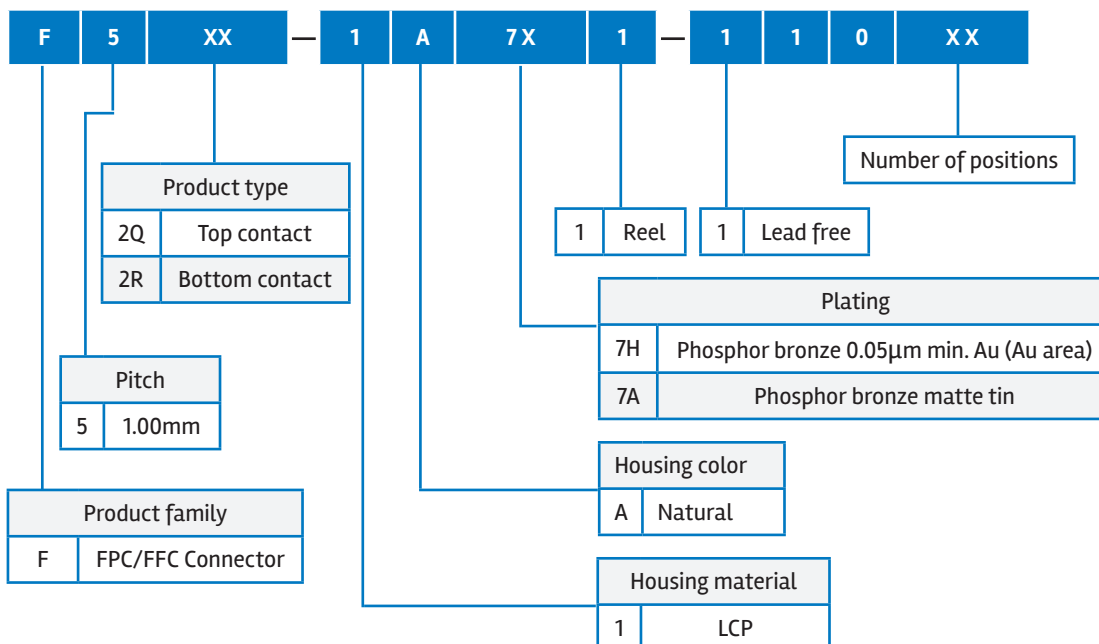 F 5 XX — 1 A 7X 1 — 1 1 0 XX
Number of positions
Product type
2Q Top contact
2R Bottom contact
1 Reel
1 Lead free
Plating
7H Phosphor bronze 0.05μm min. Au (Au area)
7A Phosphor bronze matte tin
Pitch
5 1.00mm
Housing color
A Natural
Product family
F FPC/FFC Connector
Housing material
1 LCP